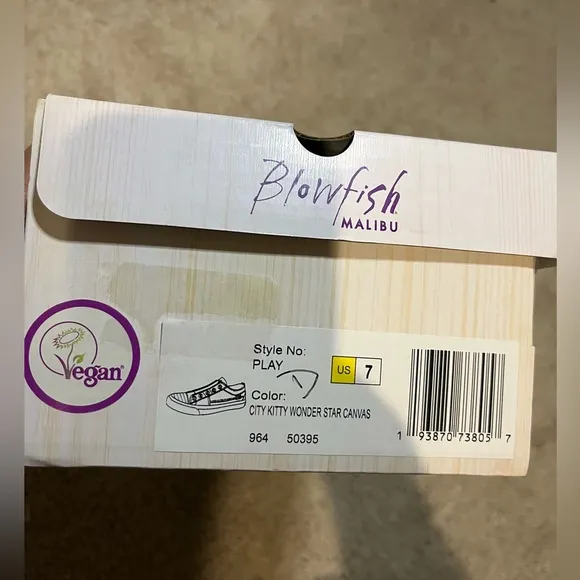 Blowfish
MALIBU
Vegan
Style No:
PLAY
US 7
Color:
CITY KITTY WONDER STAR CANVAS
964 50395
1 93870 73805 7